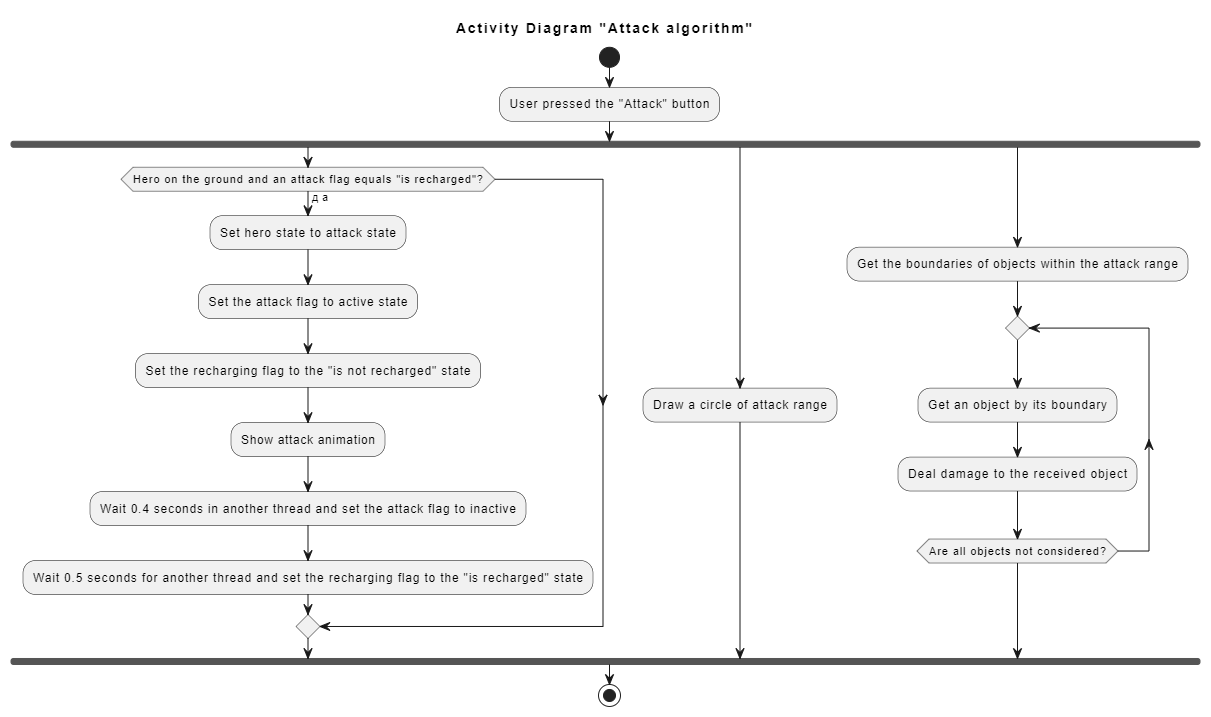 Activity Diagram "Attack algorithm"
User pressed the "Attack" button
Hero on the ground and an attack flag equals "is recharged"?
да
Set hero state to attack state
Set the attack flag to active state
Set the recharging flag to the "is not recharged" state
Show attack animation
Wait 0.4 seconds in another thread and set the attack flag to inactive
Wait 0.5 seconds for another thread and set the recharging flag to the "is recharged" state
Draw a circle of attack range
Get the boundaries of objects within the attack range
Get an object by its boundary
Deal damage to the received object
Are all objects not considered?